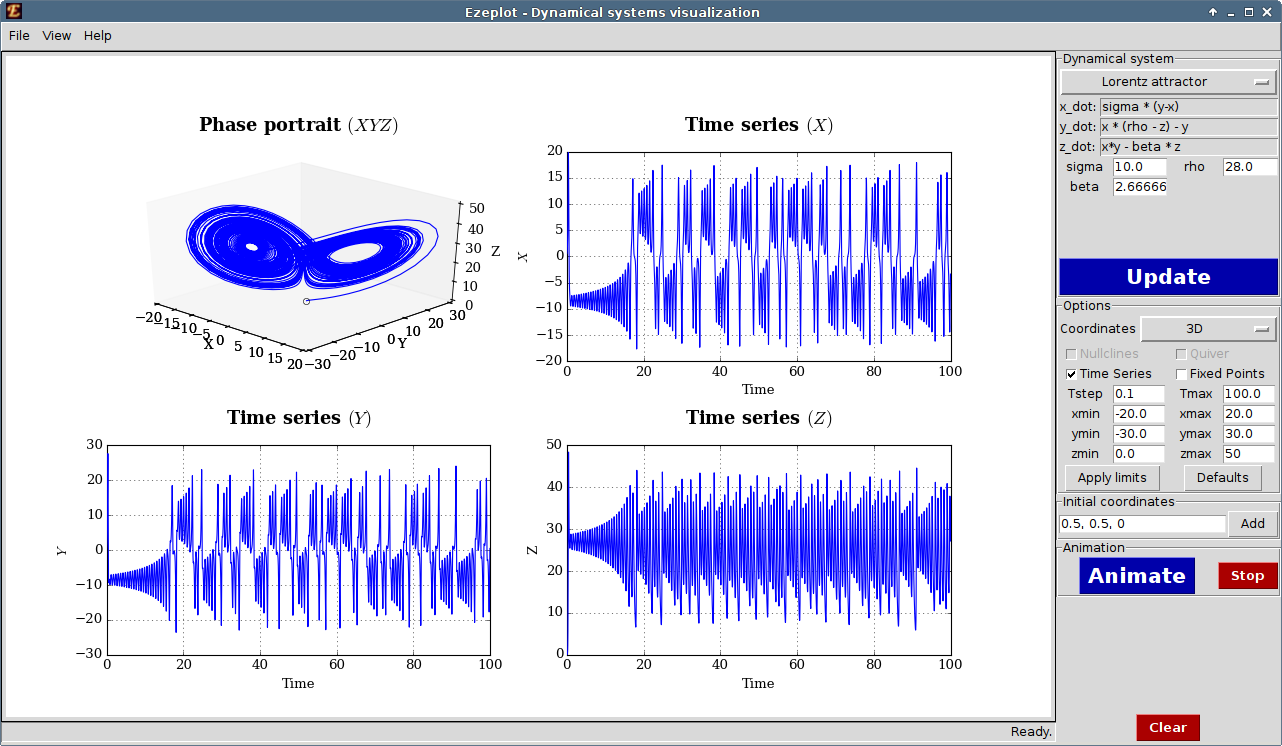 Ezeplot - Dynamical systems visualization
File View Help
Phase portrait (XYZ)
50
40
30
20
10
0
Z
−20
−15
−10
−5
0
5
10
15
20
X
−30
−20
−10
0
10
20
30
Y
Time series (X)
20
15
10
5
0
−5
−10
−15
−20
X
0 20 40 60 80 100
Time
Time series (Y)
30
20
10
0
−10
−20
−30
Y
0 20 40 60 80 100
Time
Time series (Z)
50
40
30
20
10
0
Z
0 20 40 60 80 100
Time
Ready.
Dynamical system
Lorentz attractor
x_dot: sigma * (y-x)
y_dot: x * (rho - z) - y
z_dot: x*y - beta * z
sigma 10.0 rho 28.0
beta 2.66666
Update
Options
Coordinates 3D
Nullclines Quiver
Time Series Fixed Points
Tstep 0.1 Tmax 100.0
xmin -20.0 xmax 20.0
ymin -30.0 ymax 30.0
zmin 0.0 zmax 50
Apply limits Defaults
Initial coordinates
0.5, 0.5, 0 Add
Animation
Animate Stop
Clear